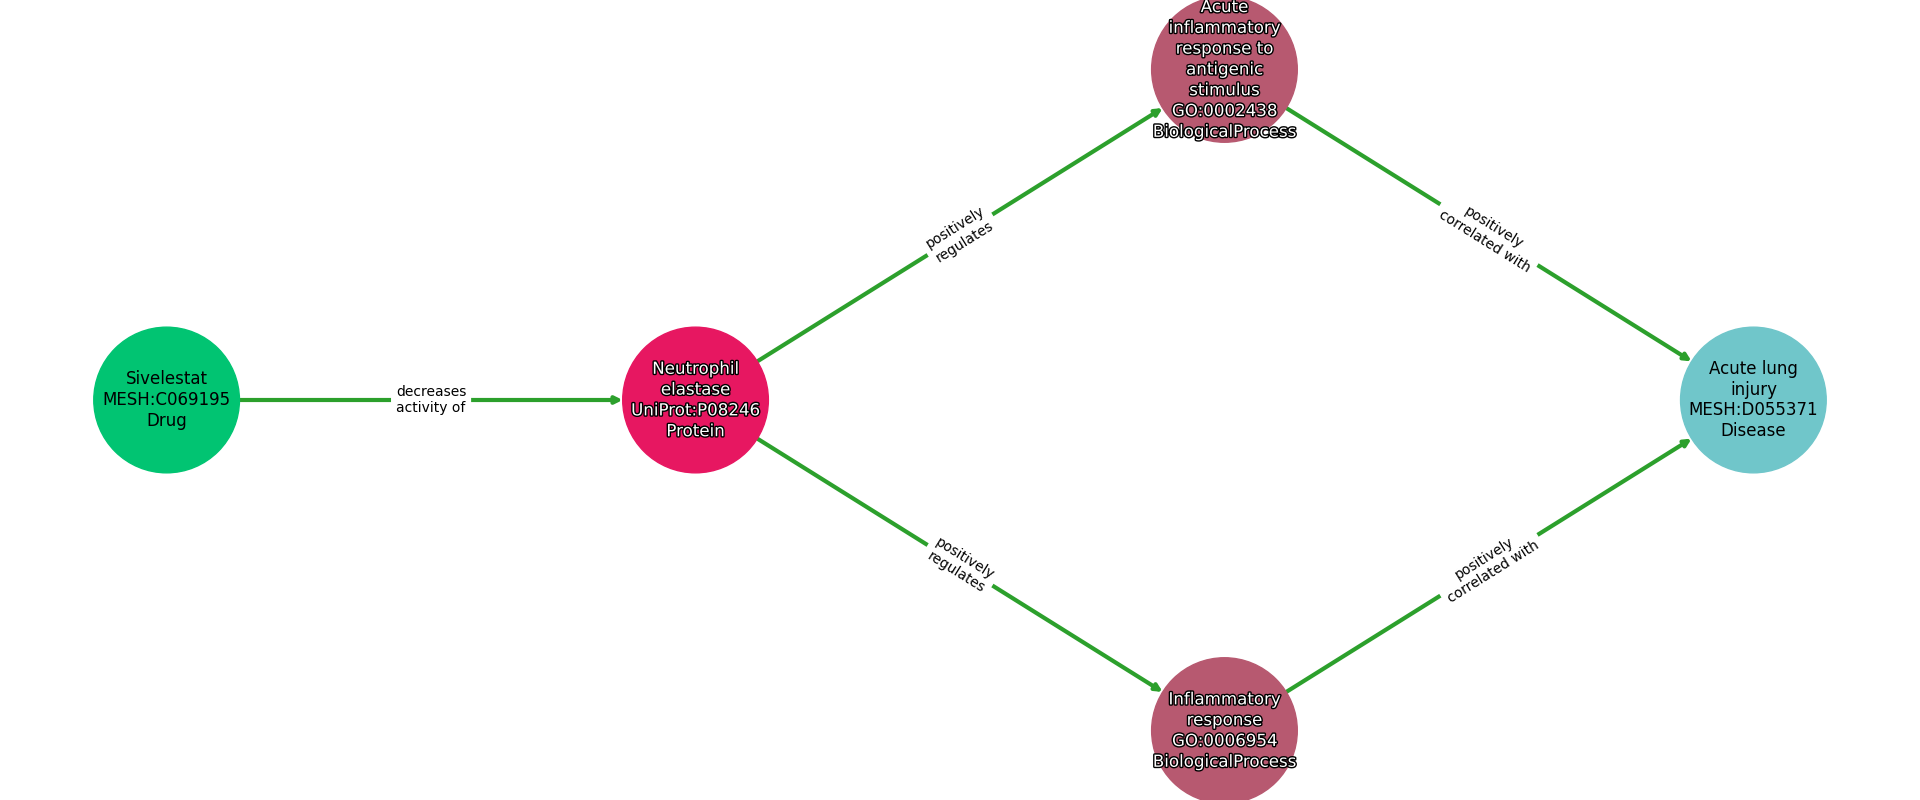 Acute
inflammatory
response to
antigenic
stimulus
GO:0002438
BiologicalProcess
positively
regulates
positively
correlated with
Sivelestat
MESH:C069195
Drug
decreases
activity of
Neutrophil
elastase
UniProt:P08246
Protein
Acute lung
injury
MESH:D055371
Disease
positively
regulates
positively
correlated with
Inflammatory
response
GO:0006954
BiologicalProcess